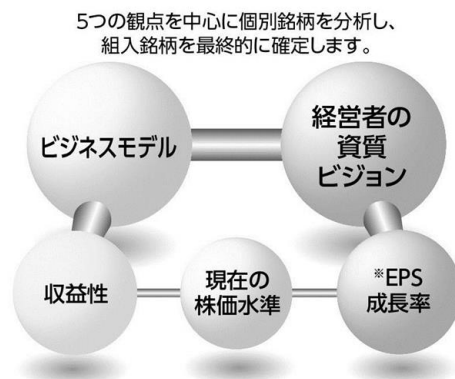 5つの観点を中心に個別銘柄を分析し、
組入銘柄を最終的に確定します。
ビジネスモデル
経営者の
資質
ビジョン
収益性
現在の
株価水準
※EPS
成長率